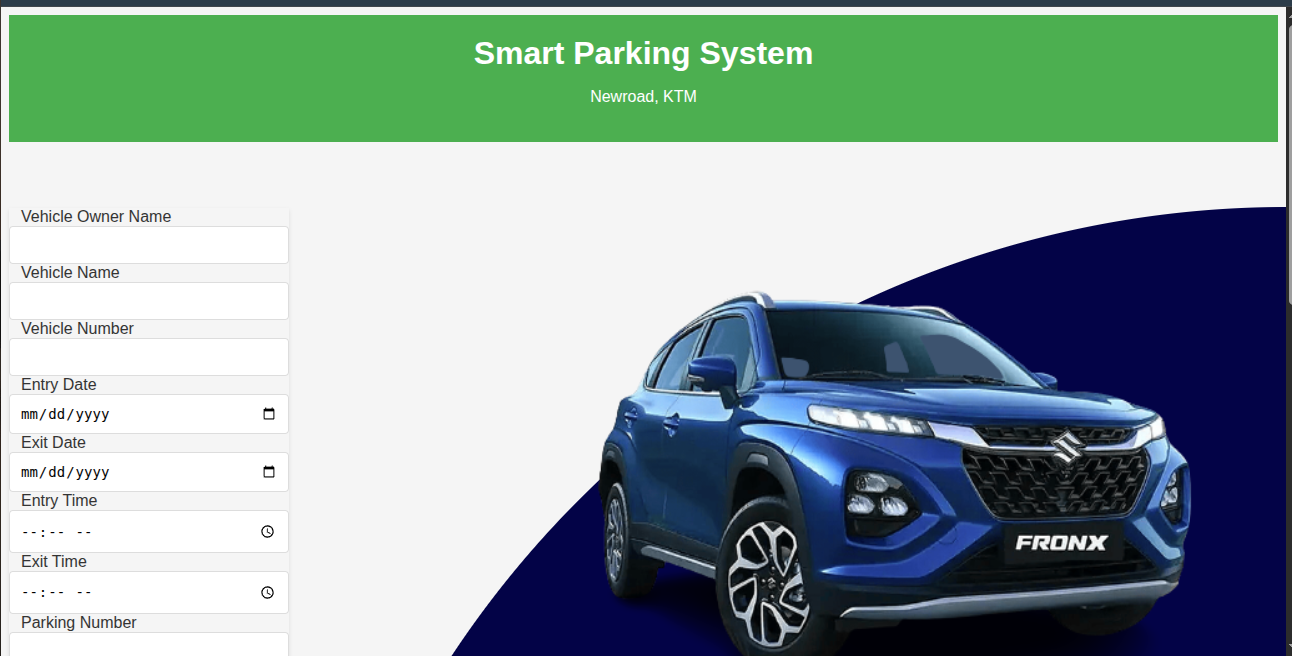 Smart Parking System
Newroad, KTM
Vehicle Owner Name
Vehicle Name
Vehicle Number
Entry Date
mm/dd/yyyy
Exit Date
mm/dd/yyyy
Entry Time
--:-- --
Exit Time
--:-- --
Parking Number
FRONX